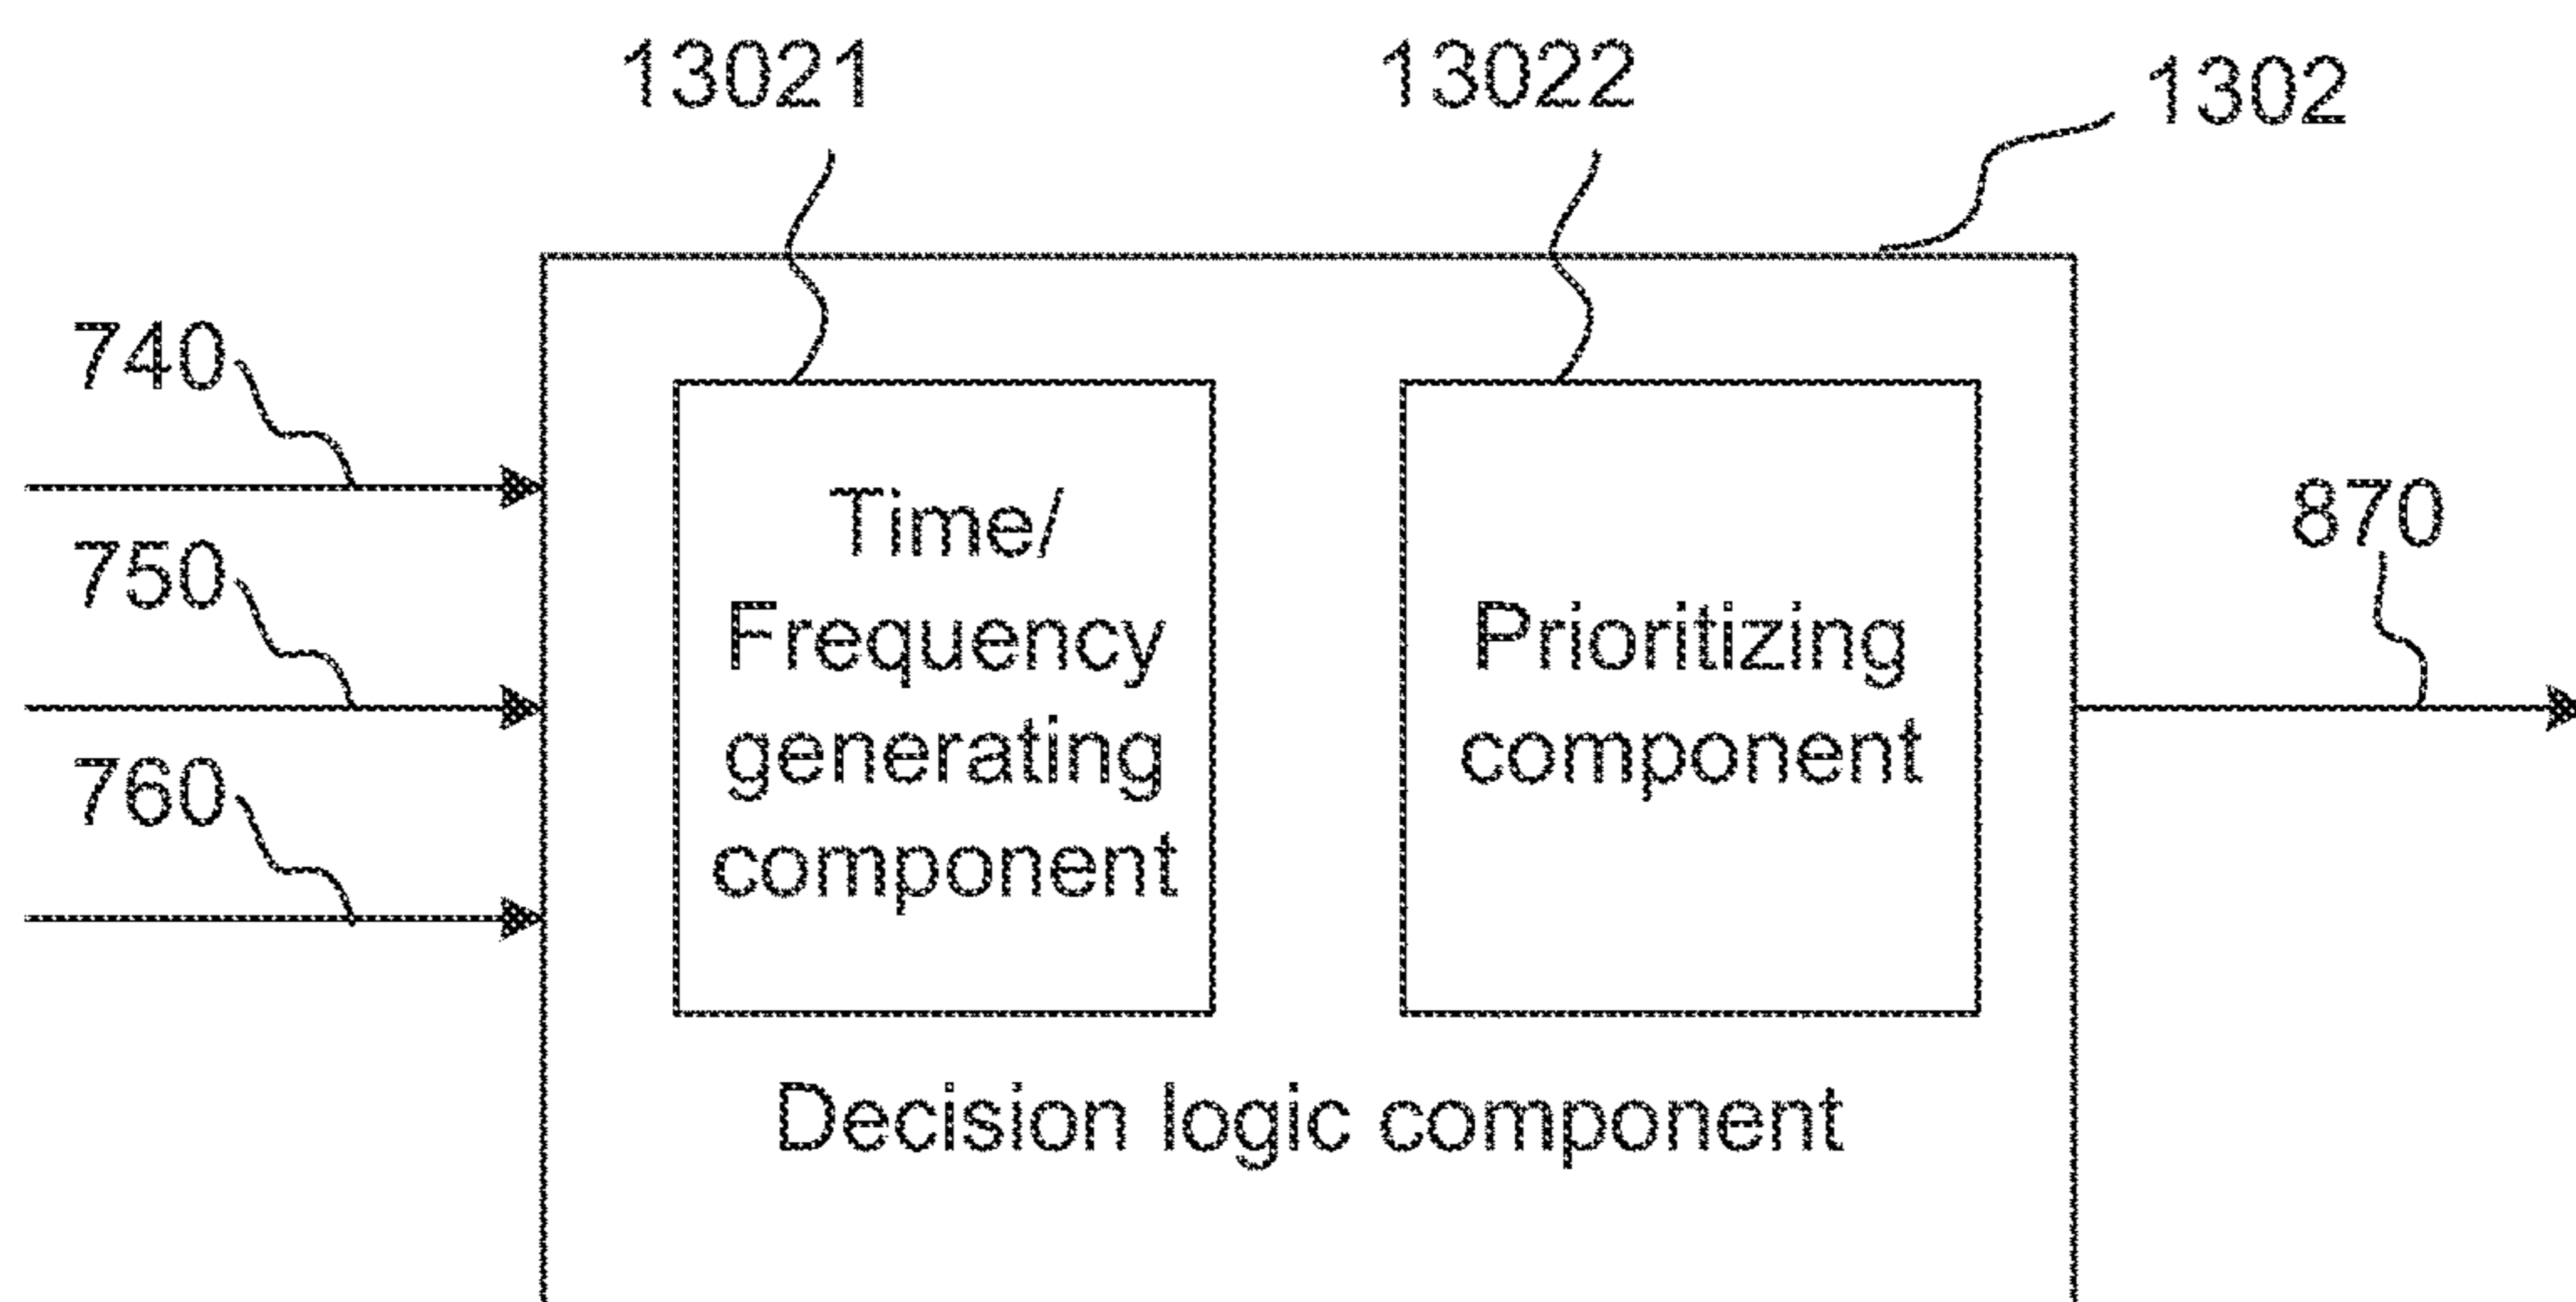 13021
13022
1302
740
750
760
Time/
Frequency
generating
component
Prioritizing
component
870
Decision logic component